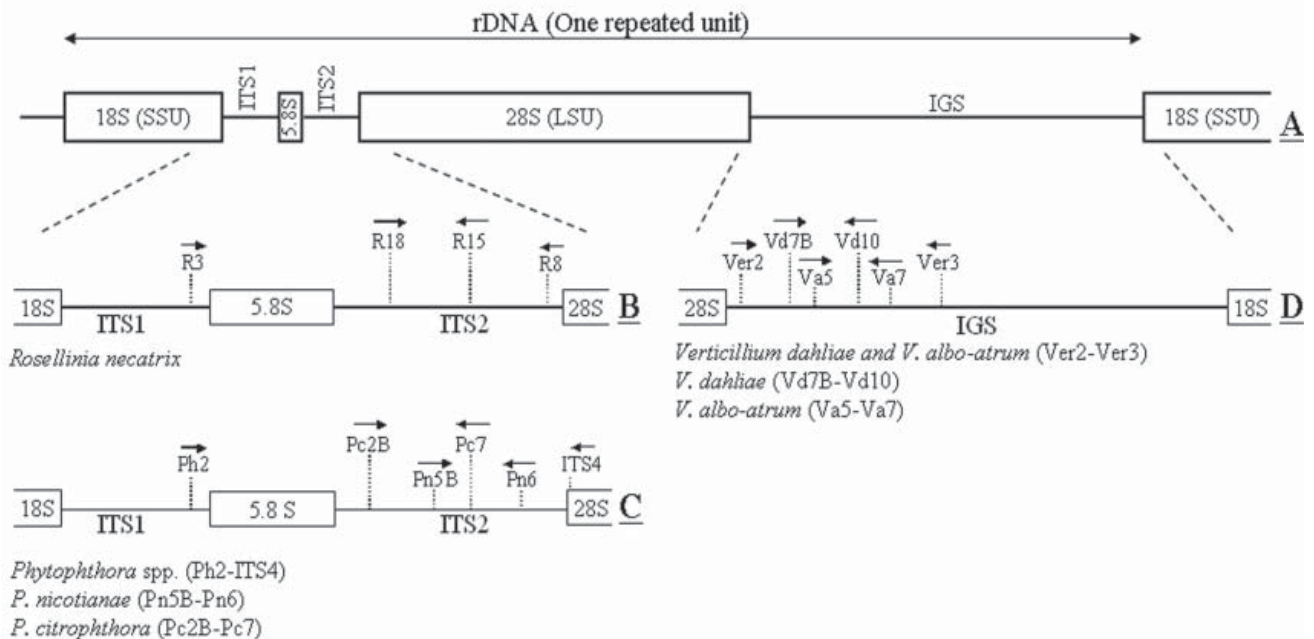 rDNA (One repeated unit)
ITS1
ITS2
18S (SSU)
5.8S
28S (LSU)
IGS
18S (SSU)
A
R3
R18
R15
R8
18S
5.8S
28S
B
ITS1
ITS2
Rosellinia necatrix
Ver2
Vd7B
Va5
Vd10
Va7
Ver3
28S
18S
D
IGS
Verticillium dahliae and V. albo-atrum (Ver2-Ver3)
V. dahliae (Vd7B-Vd10)
V. albo-atrum (Va5-Va7)
Ph2
Pc2B
Pn5B
Pc7
Pn6
ITS4
18S
5.8 S
28S
C
ITS1
ITS2
Phytophthora spp. (Ph2-ITS4)
P. nicotianae (Pn5B-Pn6)
P. citrophthora (Pc2B-Pc7)